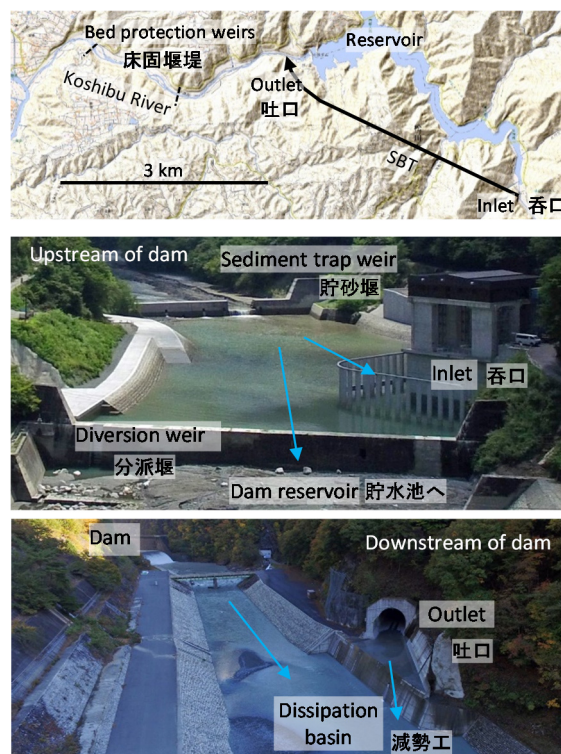 Bed protection weirs
床固堰堤
Koshibu River
Reservoir
Outlet
吐口
SBT
3 km
Inlet 呑口
Upstream of dam
Sediment trap weir
貯砂堰
Inlet 呑口
Diversion weir
分派堰
Dam reservoir 貯水池へ
Dam
Downstream of dam
Outlet
吐口
Dissipation
basin
減勢工